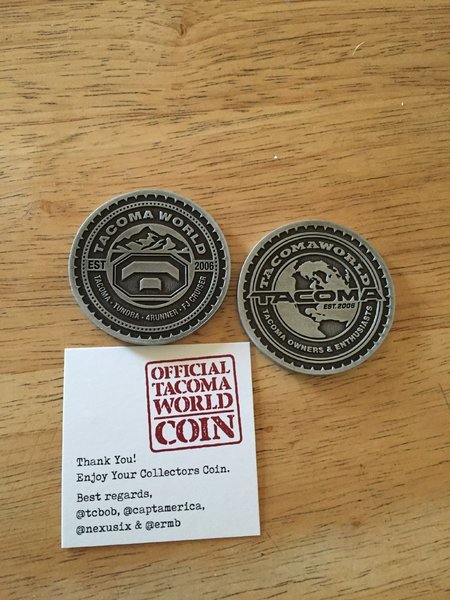 TACOMA WORLD
EST 2006
TACOMA · TUNDRA · 4RUNNER · FJ CRUISER
TACOMAWORLD
TACOMA
EST. 2006
TACOMA OWNERS & ENTHUSIASTS
OFFICIAL
TACOMA
WORLD
COIN
Thank You!
Enjoy Your Collectors Coin.
Best regards,
@tcbob, @captamerica,
@nexusix & @ermb